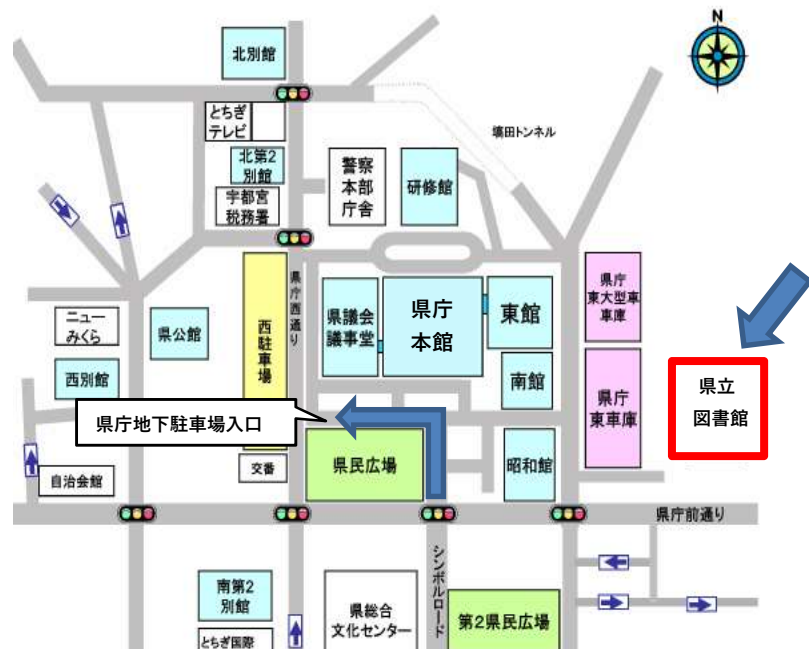 N
北別館
とちぎ
テレビ
塙田トンネル
北第2
別館
警察
本部
庁舎
研修館
宇都宮
税務署
県庁西通り
西駐車場
県庁
東大型車
車庫
ニュー
みくら
県公館
県議会
議事堂
県庁
本館
東館
西別館
南館
県庁
東車庫
県立
図書館
県庁地下駐車場入口
県民広場
昭和館
交番
自治会館
県庁前通り
シンボルロード
南第2
別館
県総合
文化センター
第2県民広場
とちぎ国際